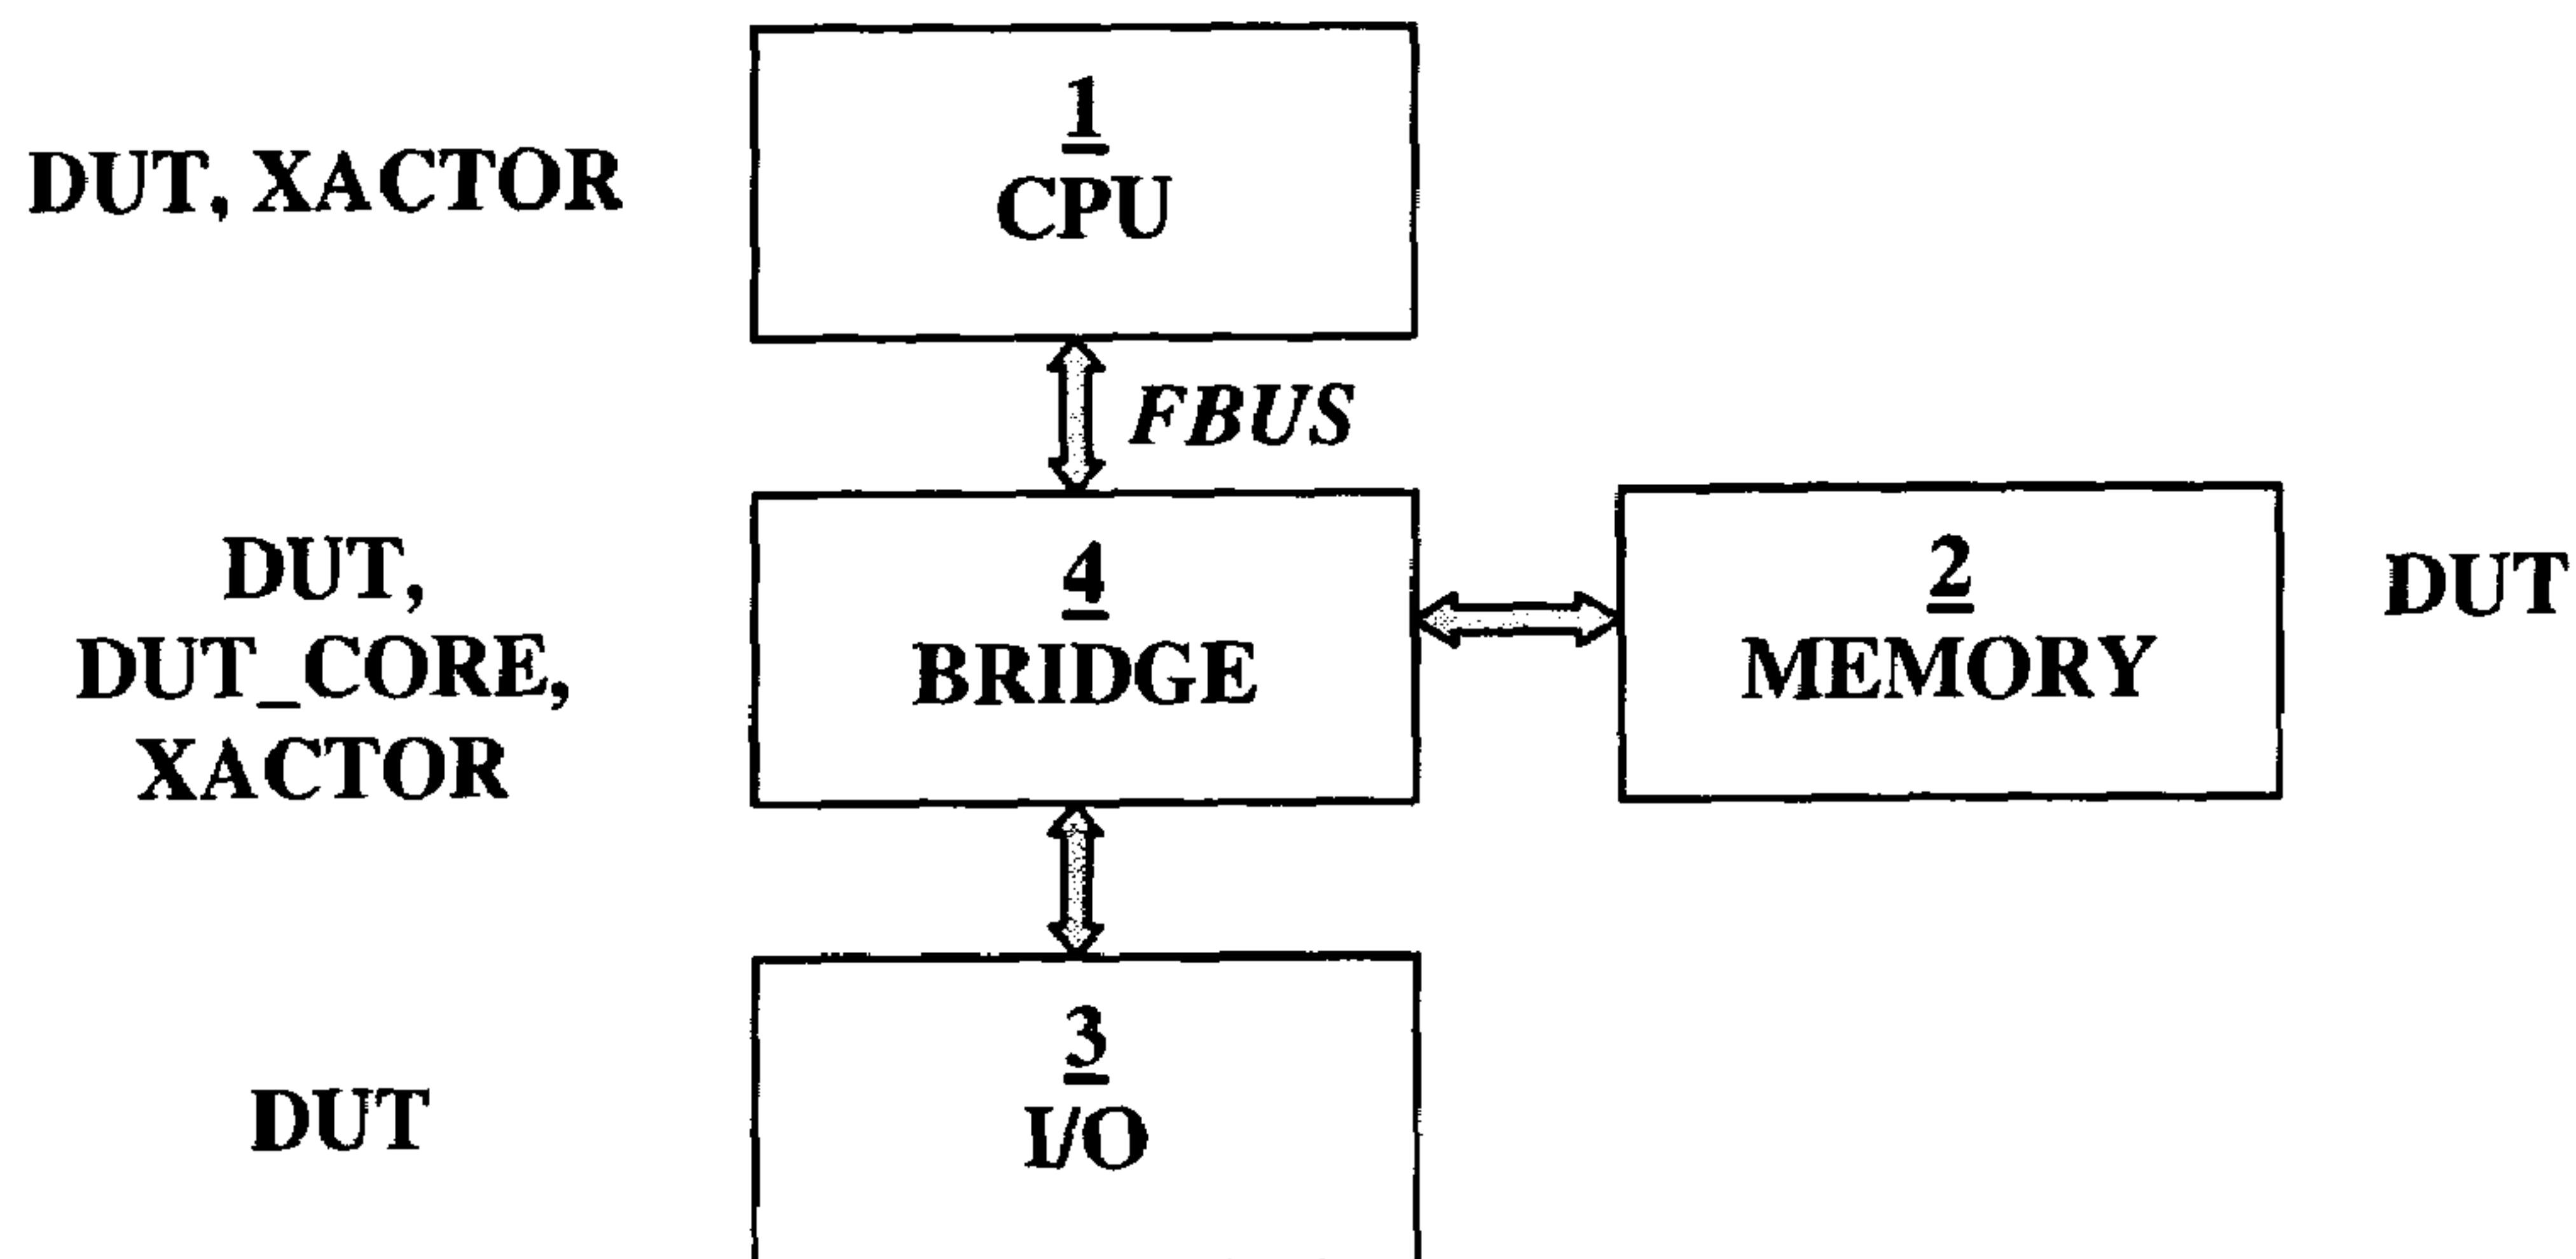 1
DUT, XACTOR
CPU
FBUS
DUT,
4
2
DUT
DUT_CORE,
BRIDGE
MEMORY
XACTOR
3
DUT
I/O